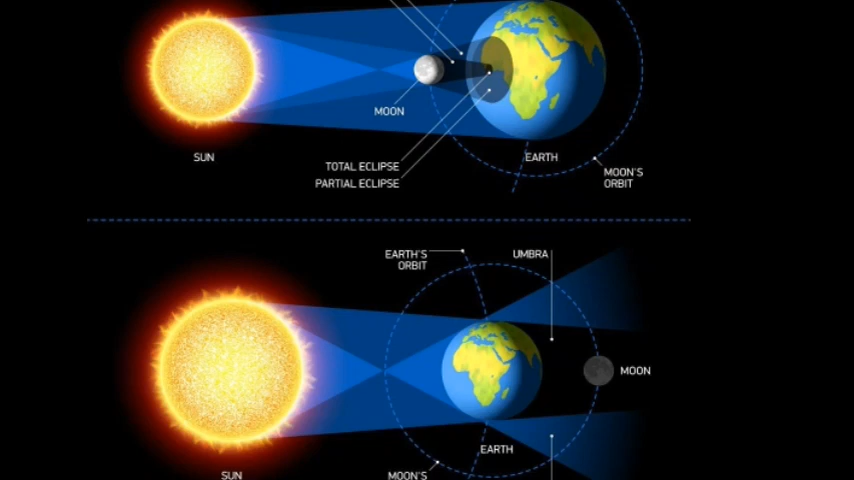 MOON
SUN
TOTAL ECLIPSE
PARTIAL ECLIPSE
EARTH
MOON'S
ORBIT
EARTH'S
ORBIT
UMBRA
MOON
EARTH
SUN
MOON'S